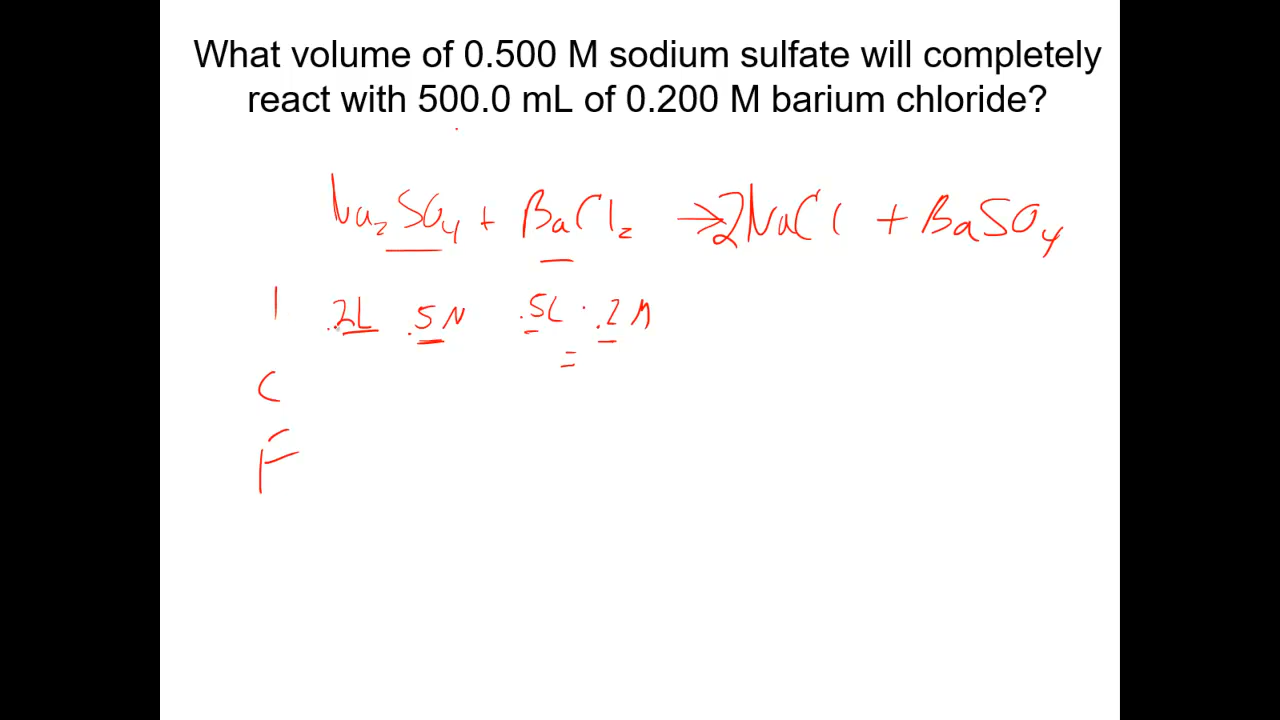 What volume of 0.500 M sodium sulfate will completely
react with 500.0 mL of 0.200 M barium chloride?
Na₂SO₄ + BaCl₂ → 2NaCl + BaSO₄
I .2L .5M .5L · .2M
=
C
F